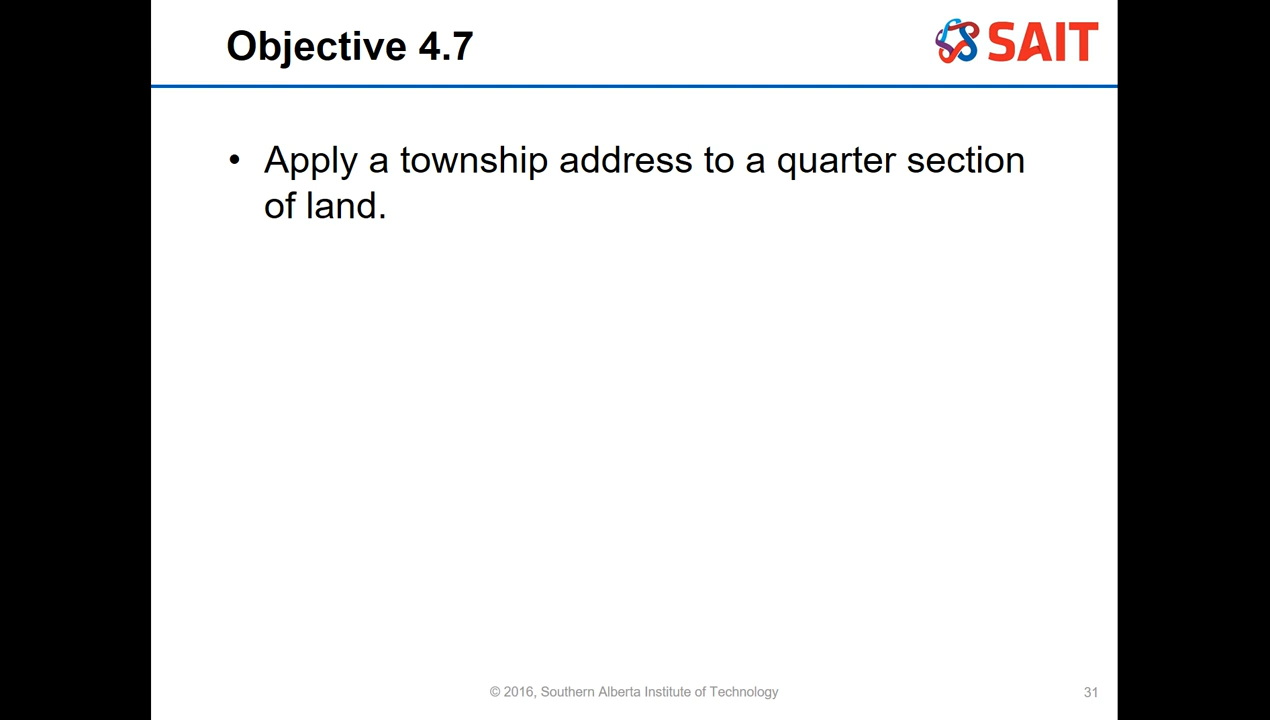 Objective 4.7
SAIT
• Apply a township address to a quarter section
of land.
© 2016, Southern Alberta Institute of Technology
31